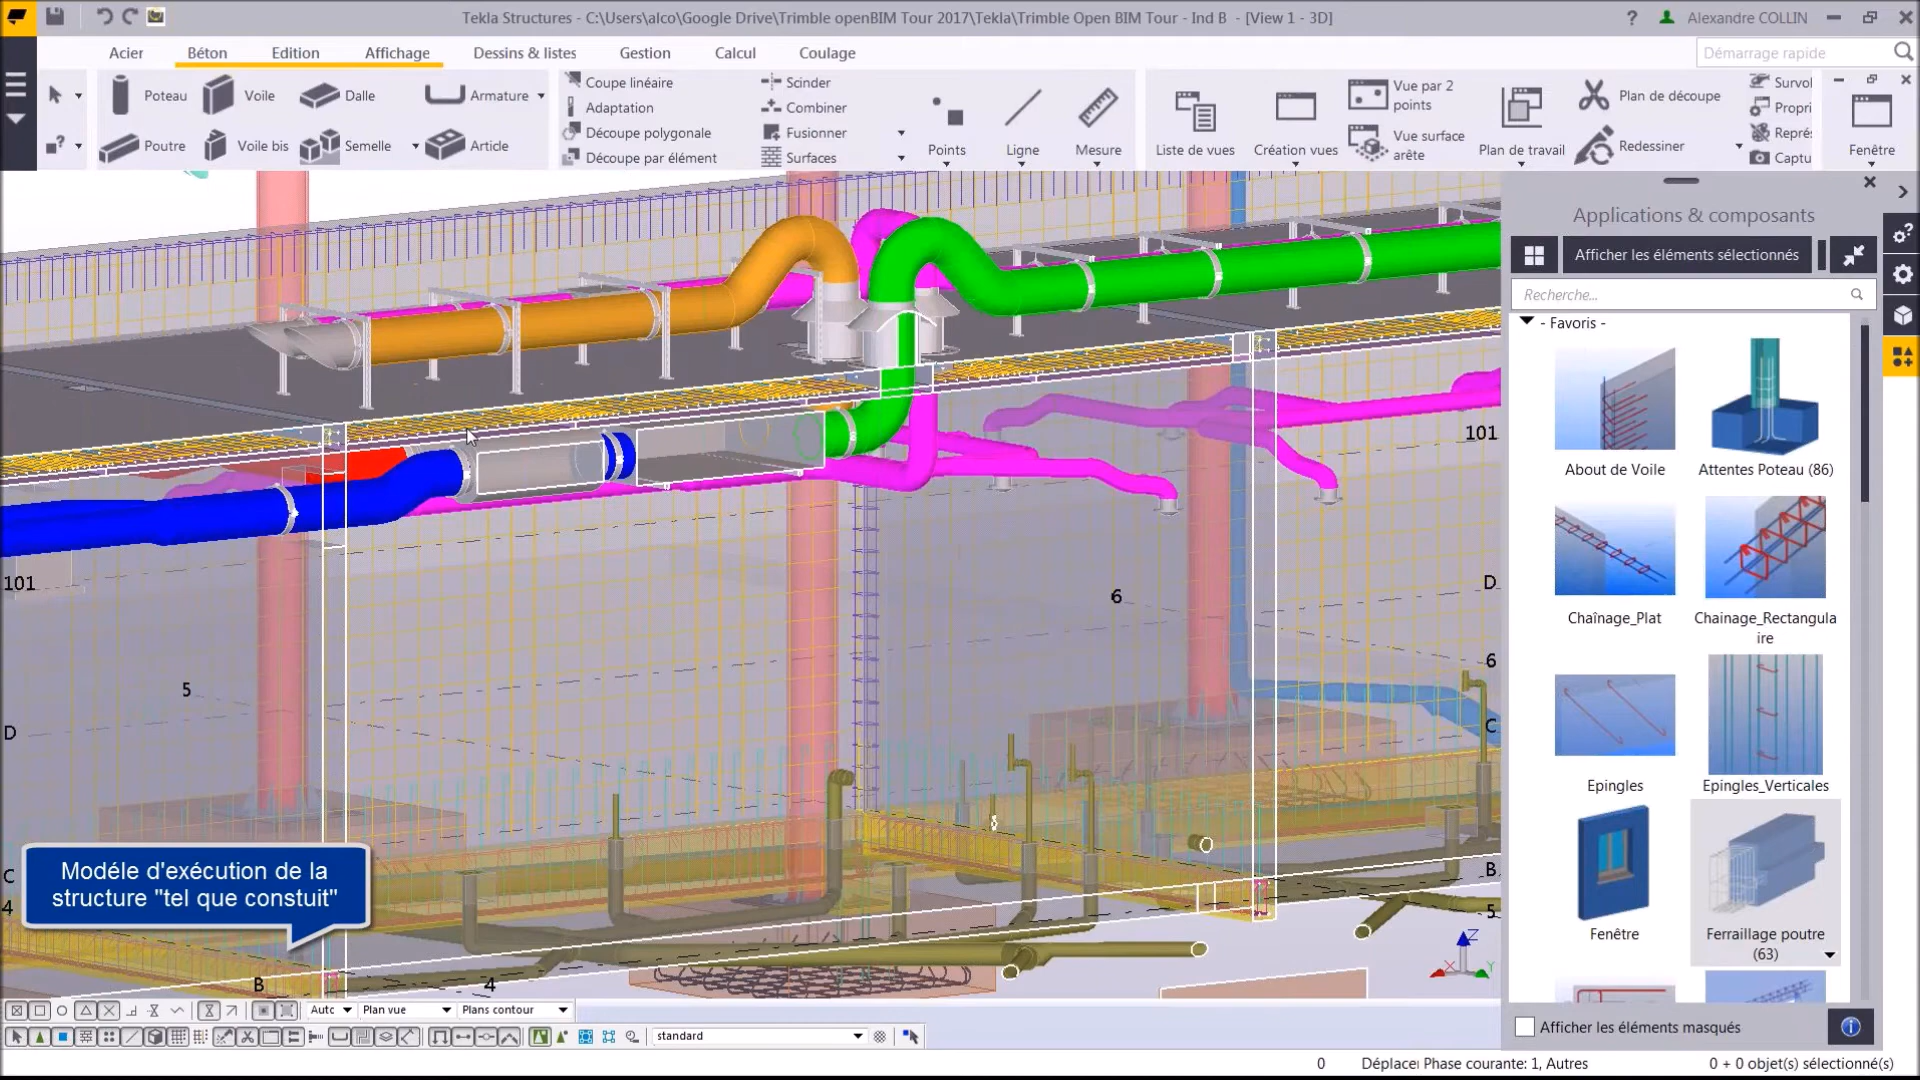 Tekla Structures - C:\Users\alco\Google Drive\Trimble openBIM Tour 2017\Tekla\Trimble Open BIM Tour - Ind B - [View 1 - 3D]
? Alexandre COLLIN
Acier Béton Edition Affichage Dessins & listes Gestion Calcul Coulage
Démarrage rapide
Poteau Voile Dalle Armature
Poutre Voile bis Semelle Article
Coupe linéaire
Adaptation
Découpe polygonale
Découpe par élément
Scinder
Combiner
Fusionner
Surfaces
Points Ligne Mesure
Liste de vues Création vues
Vue par 2
points
Vue surface
arête
Plan de travail
Plan de découpe
Redessiner
Survol
Propri
Représ
Captu
Fenêtre
Applications & composants
Afficher les éléments sélectionnés
Recherche...
- Favoris -
About de Voile
Attentes Poteau (86)
Chaînage_Plat
Chainage_Rectangula
ire
Epingles
Epingles_Verticales
Fenêtre
Ferraillage poutre
(63)
Afficher les éléments masqués
101
101
6
D
6
5
D
C
C
4
B
5
B
4
Z
X
Y
Modéle d'exécution de la
structure "tel que constuit"
Auto Plan vue Plans contour
standard
0 Déplacer Phase courante: 1, Autres 0 + 0 objet(s) sélectionné(s)